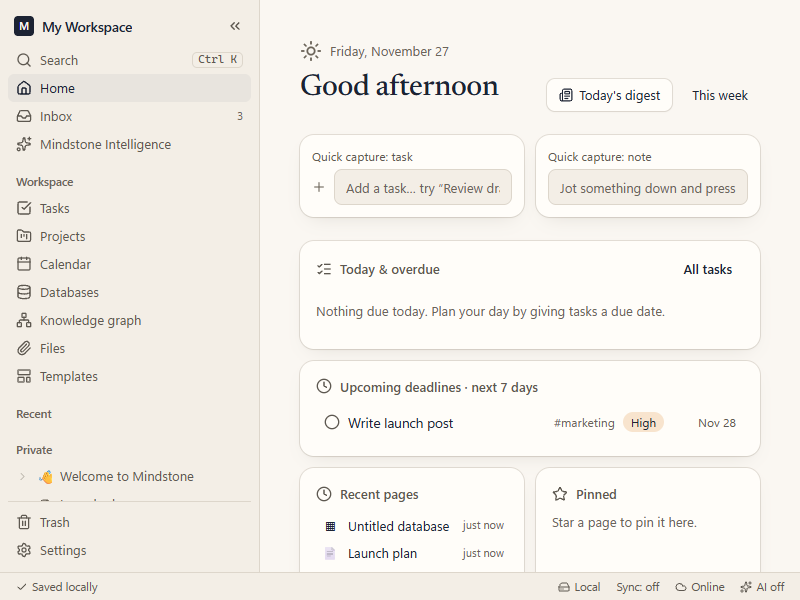 M My Workspace
Search Ctrl K
Home
Inbox 3
Mindstone Intelligence
Workspace
Tasks
Projects
Calendar
Databases
Knowledge graph
Files
Templates
Recent
Private
Welcome to Mindstone
Trash
Settings
Friday, November 27
Good afternoon
Today's digest
This week
Quick capture: task
Add a task... try “Review dr
Quick capture: note
Jot something down and press
Today & overdue
All tasks
Nothing due today. Plan your day by giving tasks a due date.
Upcoming deadlines · next 7 days
Write launch post #marketing High Nov 28
Recent pages
Untitled database just now
Launch plan just now
Pinned
Star a page to pin it here.
Saved locally
Local
Sync: off
Online
AI off